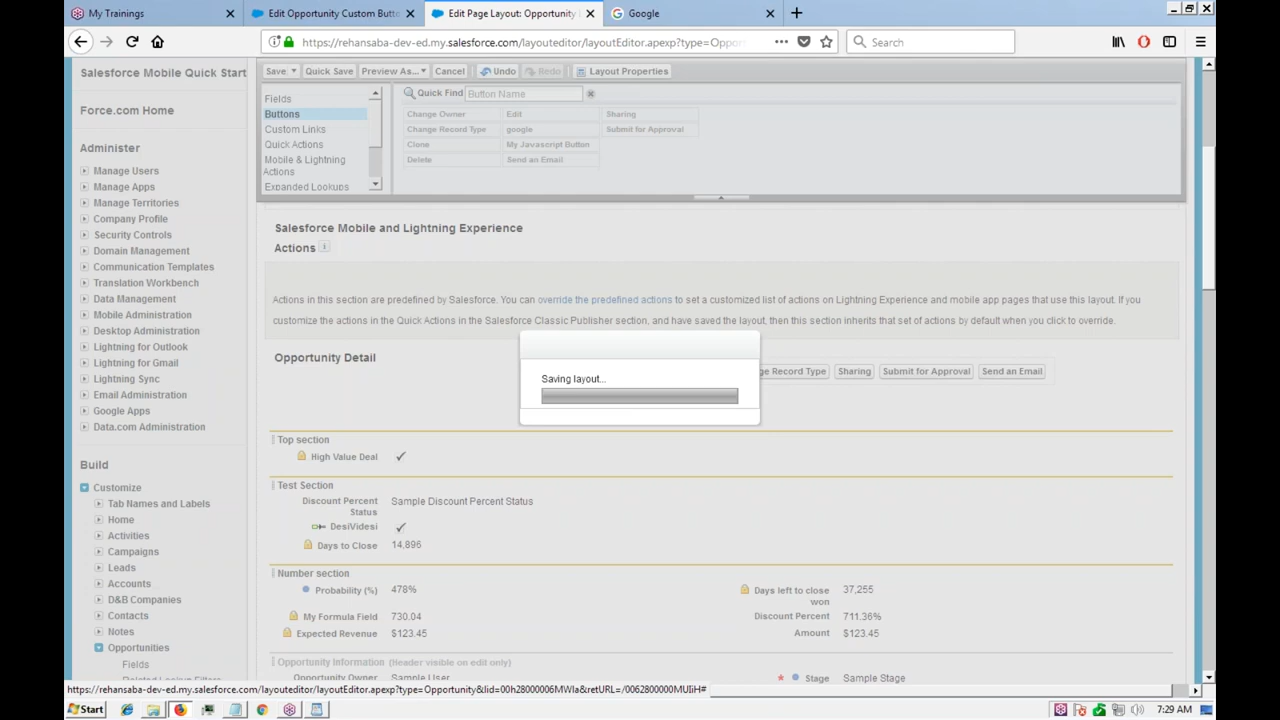 My Trainings
Edit Opportunity Custom Butto
Edit Page Layout: Opportunity
Google
https://rehansaba-dev-ed.my.salesforce.com/layouteditor/layoutEditor.apexp?type=Oppor
Search
Salesforce Mobile Quick Start
Force.com Home
Administer
Manage Users
Manage Apps
Manage Territories
Company Profile
Security Controls
Domain Management
Communication Templates
Translation Workbench
Data Management
Mobile Administration
Desktop Administration
Lightning for Outlook
Lightning for Gmail
Lightning Sync
Email Administration
Google Apps
Data.com Administration
Build
Customize
Tab Names and Labels
Home
Activities
Campaigns
Leads
Accounts
D&B Companies
Contacts
Notes
Opportunities
Fields
Save
Quick Save
Preview As...
Cancel
Undo
Redo
Layout Properties
Fields
Buttons
Custom Links
Quick Actions
Mobile & Lightning
Actions
Expanded Lookups
Quick Find
Button Name
Change Owner Edit Sharing
Change Record Type google Submit for Approval
Clone My Javascript Button
Delete Send an Email
Salesforce Mobile and Lightning Experience
Actions i
Actions in this section are predefined by Salesforce. You can override the predefined actions to set a customized list of actions on Lightning Experience and mobile app pages that use this layout. If you
customize the actions in the Quick Actions in the Salesforce Classic Publisher section, and have saved the layout, then this section inherits that set of actions by default when you click to override.
Opportunity Detail
ge Record Type Sharing Submit for Approval Send an Email
Saving layout...
Top section
High Value Deal
Test Section
Discount Percent
Status
Sample Discount Percent Status
DesiVidesi
Days to Close 14,896
Number section
Probability (%) 478%
Days left to close
won
37,255
My Formula Field 730.04
Discount Percent 711.36%
Expected Revenue $123.45
Amount $123.45
Opportunity Information (Header visible on edit only)
Opportunity Owner Sample User
* Stage Sample Stage
https://rehansaba-dev-ed.my.salesforce.com/layouteditor/layoutEditor.apexp?type=Opportunity&lid=00h28000006MWIa&retURL=/0062800000MUIiH#
Start
7:29 AM